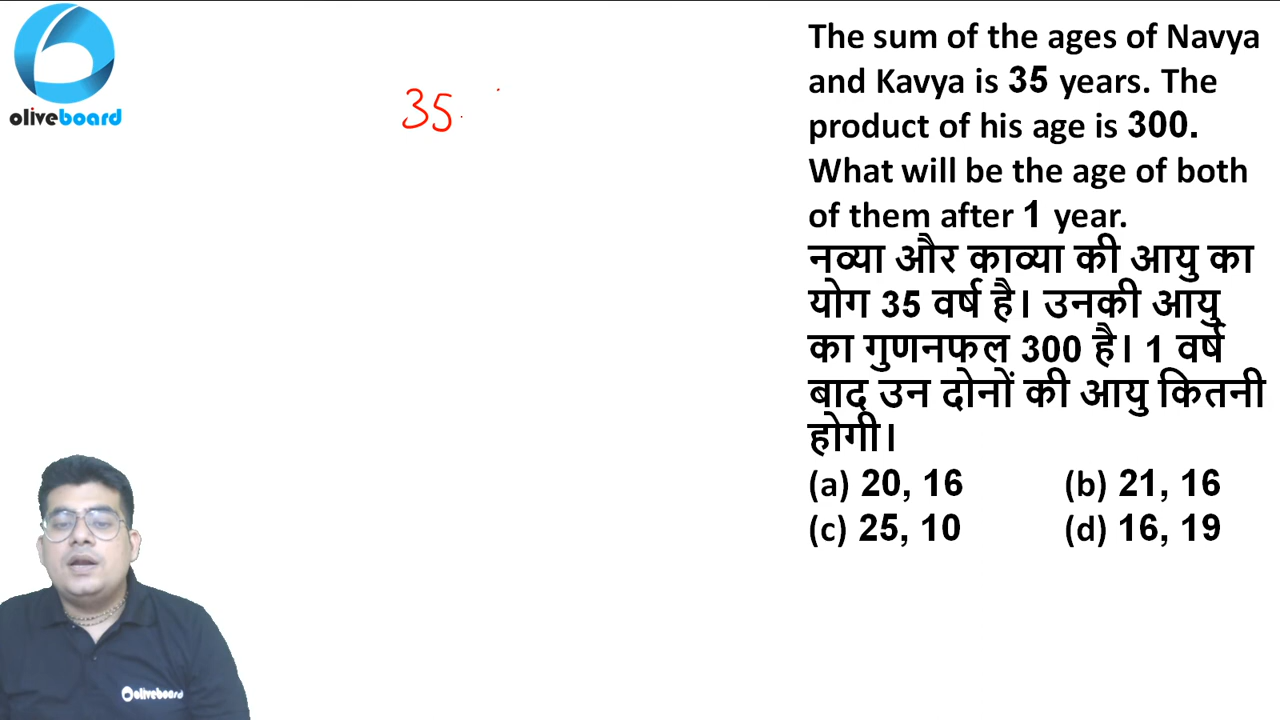 oliveboard
35
The sum of the ages of Navya
and Kavya is 35 years. The
product of his age is 300.
What will be the age of both
of them after 1 year.
नव्या और काव्या की आयु का
योग 35 वर्ष है। उनकी आयु
का गुणनफल 300 है। 1 वर्ष
बाद उन दोनों की आयु कितनी
होगी।
(a) 20, 16 (b) 21, 16
(c) 25, 10 (d) 16, 19
oliveboard